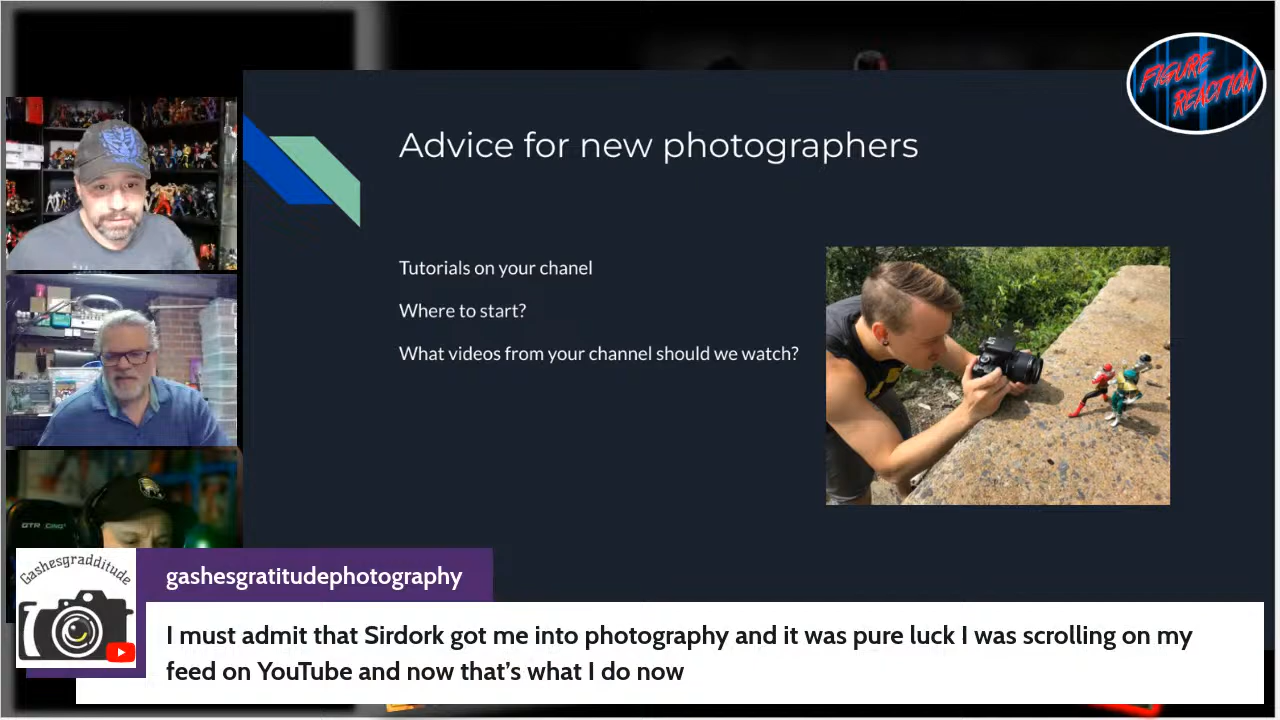 FIGURE
REACTION
Advice for new photographers
Tutorials on your chanel
Where to start?
What videos from your channel should we watch?
GTR
Gashesgradditude
gashesgratitudephotography
I must admit that Sirdork got me into photography and it was pure luck I was scrolling on my
feed on YouTube and now that's what I do now